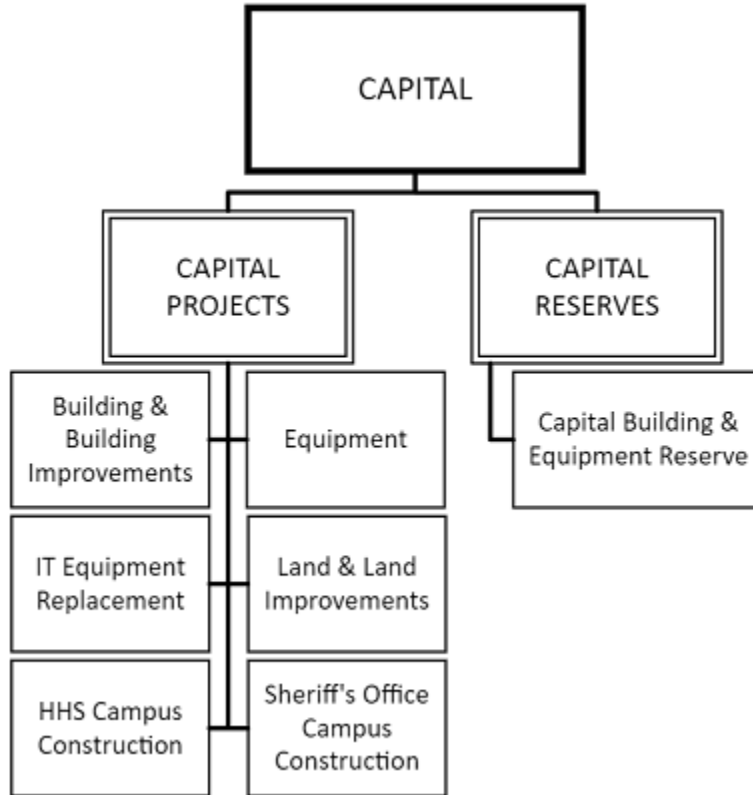 CAPITAL
CAPITAL
PROJECTS
CAPITAL
RESERVES
Building &
Building
Improvements
Equipment
Capital Building &
Equipment Reserve
IT Equipment
Replacement
Land & Land
Improvements
HHS Campus
Construction
Sheriff's Office
Campus
Construction